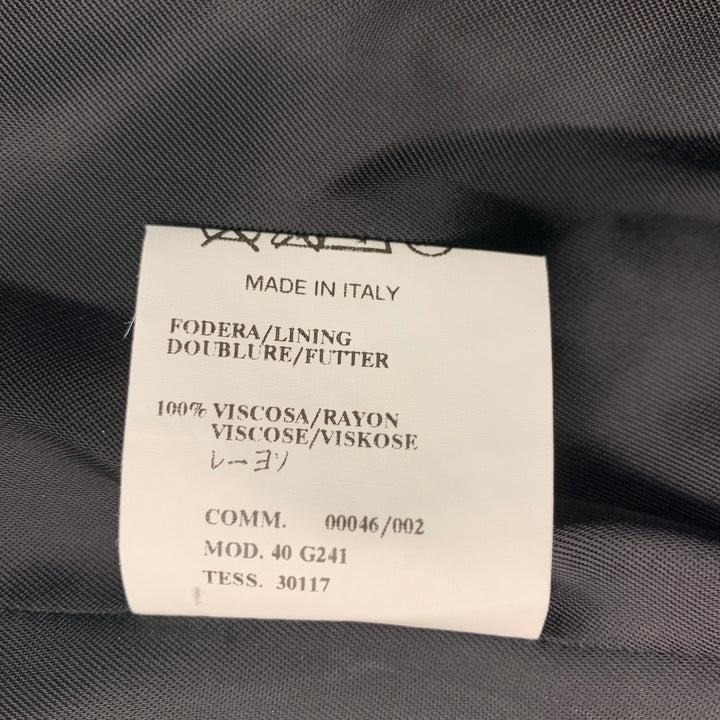 MADE IN ITALY
FODERA/LINING
DOUBLURE/FUTTER
100% VISCOSA/RAYON
VISCOSE/VISKOSE
レーヨソ
COMM. 00046/002
MOD. 40 G241
TESS. 30117